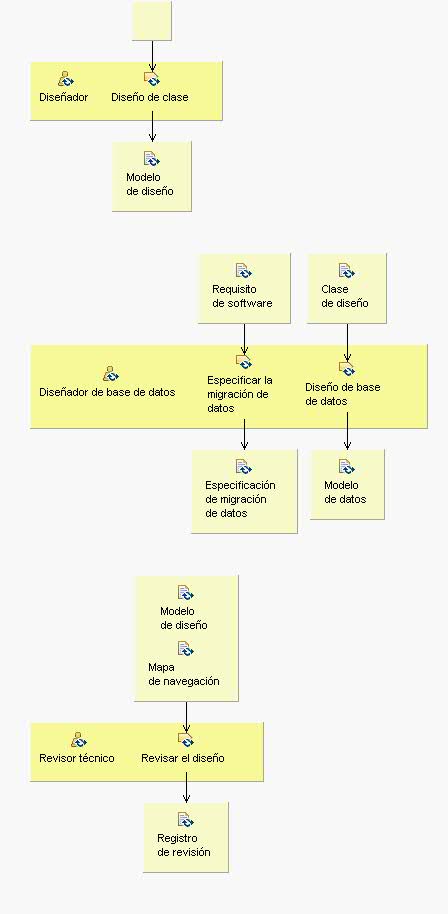 Diseñador
Diseño de clase
Modelo
de diseño
Requisito
de software
Clase
de diseño
Diseñador de base de datos
Especificar la
migración de
datos
Diseño de base
de datos
Especificación
de migración
de datos
Modelo
de datos
Modelo
de diseño
Mapa
de navegación
Revisor técnico
Revisar el diseño
Registro
de revisión